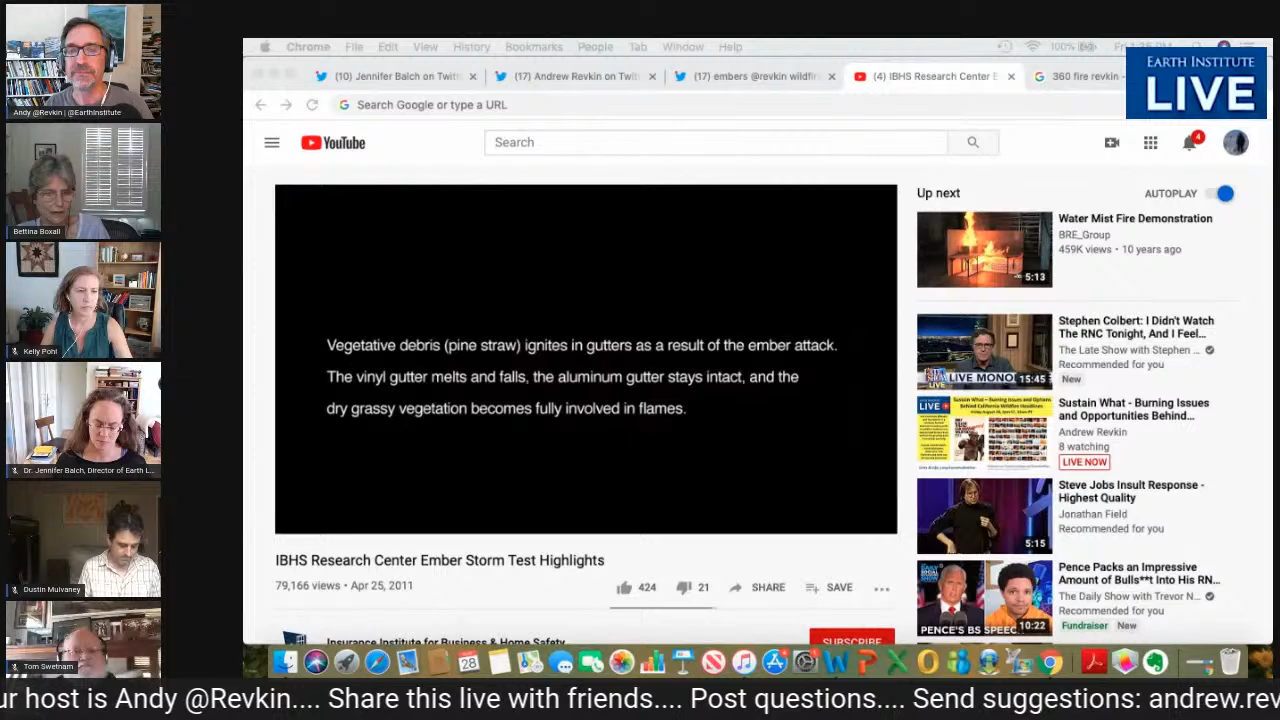 Andy @Revkin | @EarthInstitute
Bettina Boxall
Kelly Pohl
Dr. Jennifer Balch, Director of Earth L...
Dustin Mulvaney
Tom Swetnam
Chrome File Edit View History Bookmarks People Tab Window Help
100%
(10) Jennifer Balch on Twit
(17) Andrew Revkin on Twit
(17) embers @revkin wildfir
(4) IBHS Research Center E
360 fire revkin
EARTH INSTITUTE
LIVE
Search Google or type a URL
YouTube
Search
4
Vegetative debris (pine straw) ignites in gutters as a result of the ember attack.
The vinyl gutter melts and falls, the aluminum gutter stays intact, and the
dry grassy vegetation becomes fully involved in flames.
IBHS Research Center Ember Storm Test Highlights
79,166 views • Apr 25, 2011
424
21
SHARE
SAVE
Insurance Institute for Business & Home Safety
SUBSCRIBE
Up next
AUTOPLAY
Water Mist Fire Demonstration
BRE_Group
459K views • 10 years ago
5:13
Stephen Colbert: I Didn't Watch
The RNC Tonight, And I Feel...
The Late Show with Stephen ...
Recommended for you
New
LIVE MONO
15:45
Sustain What - Burning Issues
and Opportunities Behind...
Andrew Revkin
8 watching
LIVE NOW
Steve Jobs Insult Response -
Highest Quality
Jonathan Field
Recommended for you
5:15
Pence Packs an Impressive
Amount of Bulls**t Into His RN...
The Daily Show with Trevor N...
Recommended for you
Fundraiser New
PENCE'S BS SPEEC
10:22
28
ur host is Andy @Revkin.... Share this live with friends.... Post questions.... Send suggestions: andrew.rev